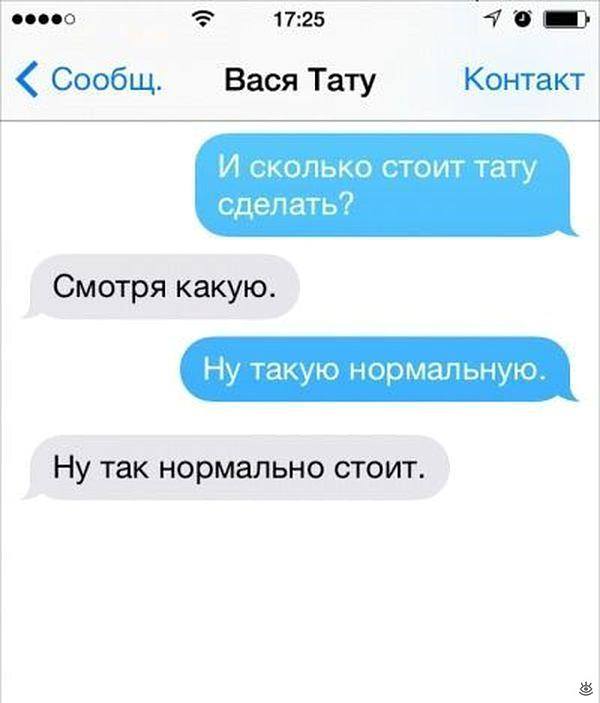 17:25
Сообщ. Вася Тату Контакт
И сколько стоит тату
сделать?
Смотря какую.
Ну такую нормальную.
Ну так нормально стоит.